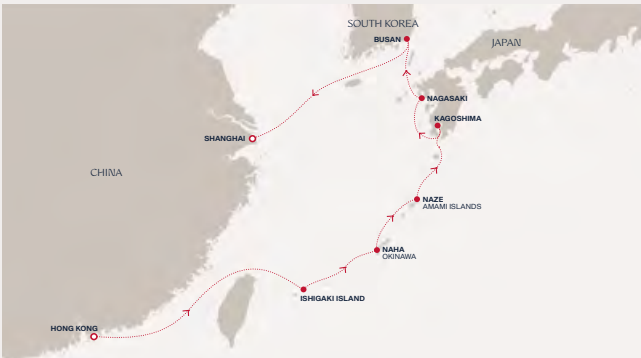 SOUTH KOREA
BUSAN
JAPAN
NAGASAKI
KAGOSHIMA
SHANGHAI
CHINA
NAZE
AMAMI ISLANDS
NAHA
OKINAWA
ISHIGAKI ISLAND
HONG KONG